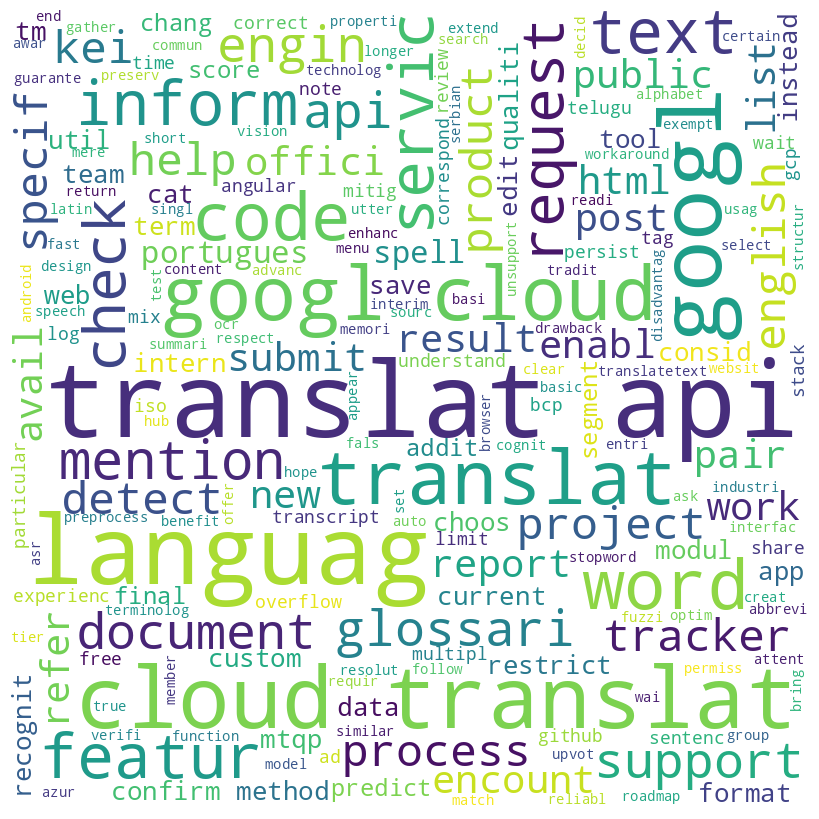 end
awar
tm
gather
chang
correct
properti
extend
search
decid
certain
commun
kei
engin
longer
review
text
time
score
technolog
public
list
instead
guarante
preserv
inform
api
note
servic
product
qualiti
request
telugu
alphabet
serbian
exempt
specif
util
short
vision
correspond
edit
tool
wait
gcp
mere
help
offici
team
return
cat
angular
mitig
utter
workaround
html
usag
googl
english
latin
singl
code
enhanc
readi
post
select
structur
check
term
menu
spell
persist
tag
fast
portugues
unsupport
design
content
advanc
save
tradit
web
test
googl cloud
android
speech
mix
ocr
interim
sourc
basi
log
summari
respect
memori
result
drawback
enabl
disadvantag
consid
avail
intern
submit
understand
clear
translatetext
websit
stack
translat api
iso
appear
browser
basic
bcp
segment
hub
fals
addit
cognit
entri
mention
pair
particular
detect
new
hope
translat
industri
offer
set
auto
ask
preprocess
benefit
transcript
choos
project
work
interfac
asr
limit
languag
report
stopword
modul
share
experienc
final
overflow
current
word
app
creat
abbrevi
terminolog
fuzzi
optim
tier
document
glossari
tracker
refer
free
custom
multipl
restrict
attent
member
resolut
follow
permiss
requir
bring
recognit
cloud translat
true
data
wai
verifi
function
similar
github
sentenc
group
featur
mtqp
process
upvot
support
model
ad
encount
azur
confirm
method
predict
match
reliabl
roadmap
format